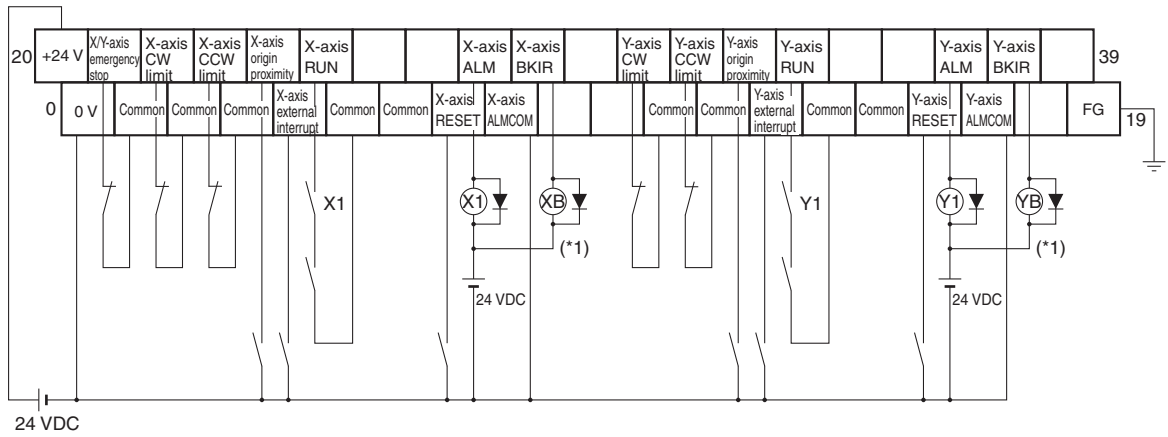 20
+24 V
X/Y-axis
emergency
stop
X-axis
CW
limit
X-axis
CCW
limit
X-axis
origin
proximity
X-axis
RUN
X-axis
ALM
X-axis
BKIR
Y-axis
CW
limit
Y-axis
CCW
limit
Y-axis
origin
proximity
Y-axis
RUN
Y-axis
ALM
Y-axis
BKIR
39
0
0 V
Common
Common
Common
X-axis
external
interrupt
Common
Common
X-axis
RESET
X-axis
ALMCOM
Common
Common
Y-axis
external
interrupt
Common
Common
Y-axis
RESET
Y-axis
ALMCOM
FG
19
X1
X1
XB
(*1)
24 VDC
Y1
Y1
YB
(*1)
24 VDC
24 VDC